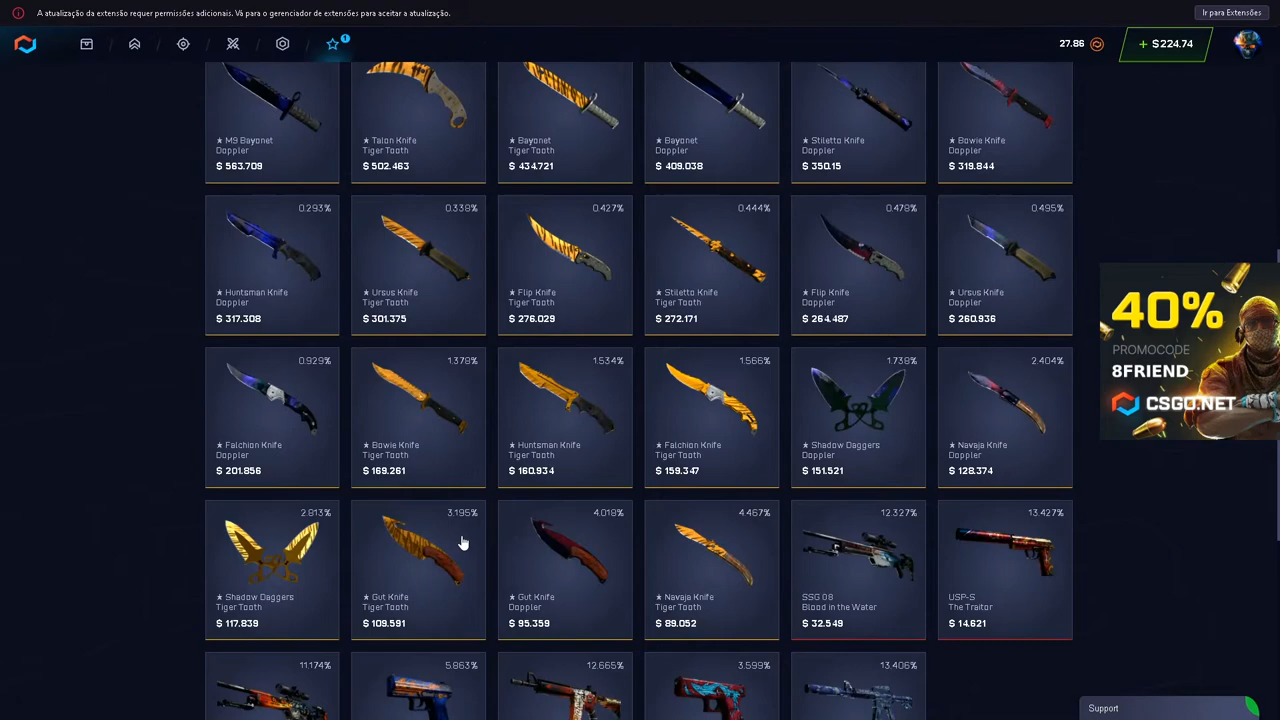 A atualização da extensão requer permissões adicionais. Vá para o gerenciador de extensões para aceitar a atualização.
Ir para Extensões
1
27.86
+ $ 224.74
★ M9 Bayonet
Doppler
$ 563.709
★ Talon Knife
Tiger Tooth
$ 502.463
★ Bayonet
Tiger Tooth
$ 434.721
★ Bayonet
Doppler
$ 409.038
★ Stiletto Knife
Doppler
$ 350.15
★ Bowie Knife
Doppler
$ 319.844
0.293%
★ Huntsman Knife
Doppler
$ 317.308
0.338%
★ Ursus Knife
Tiger Tooth
$ 301.375
0.427%
★ Flip Knife
Tiger Tooth
$ 276.029
0.444%
★ Stiletto Knife
Tiger Tooth
$ 272.171
0.478%
★ Flip Knife
Doppler
$ 264.487
0.495%
★ Ursus Knife
Doppler
$ 260.936
0.929%
★ Falchion Knife
Doppler
$ 201.856
1.378%
★ Bowie Knife
Tiger Tooth
$ 169.261
1.534%
★ Huntsman Knife
Tiger Tooth
$ 160.934
1.566%
★ Falchion Knife
Tiger Tooth
$ 159.347
1.738%
★ Shadow Daggers
Doppler
$ 151.521
2.404%
★ Navaja Knife
Doppler
$ 128.374
2.813%
★ Shadow Daggers
Tiger Tooth
$ 117.839
3.195%
★ Gut Knife
Tiger Tooth
$ 109.591
4.018%
★ Gut Knife
Doppler
$ 95.359
4.467%
★ Navaja Knife
Tiger Tooth
$ 89.052
12.327%
SSG 08
Blood in the Water
$ 32.549
13.427%
USP-S
The Traitor
$ 14.621
11.174%
5.863%
12.665%
3.599%
13.406%
40%
PROMOCODE
8FRIEND
CSGO.NET
Support